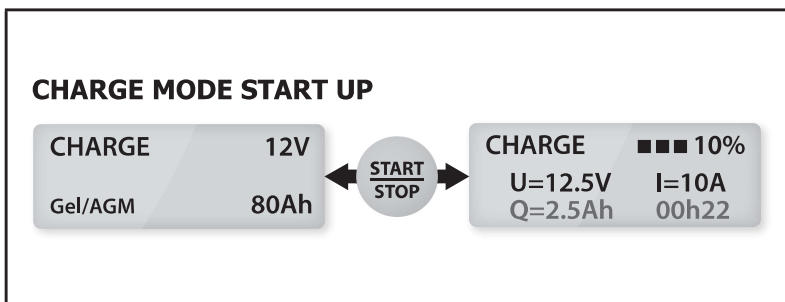 CHARGE MODE START UP
CHARGE 12V
Gel/AGM 80Ah
START
STOP
CHARGE ■■■ 10%
U=12.5V I=10A
Q=2.5Ah 00h22